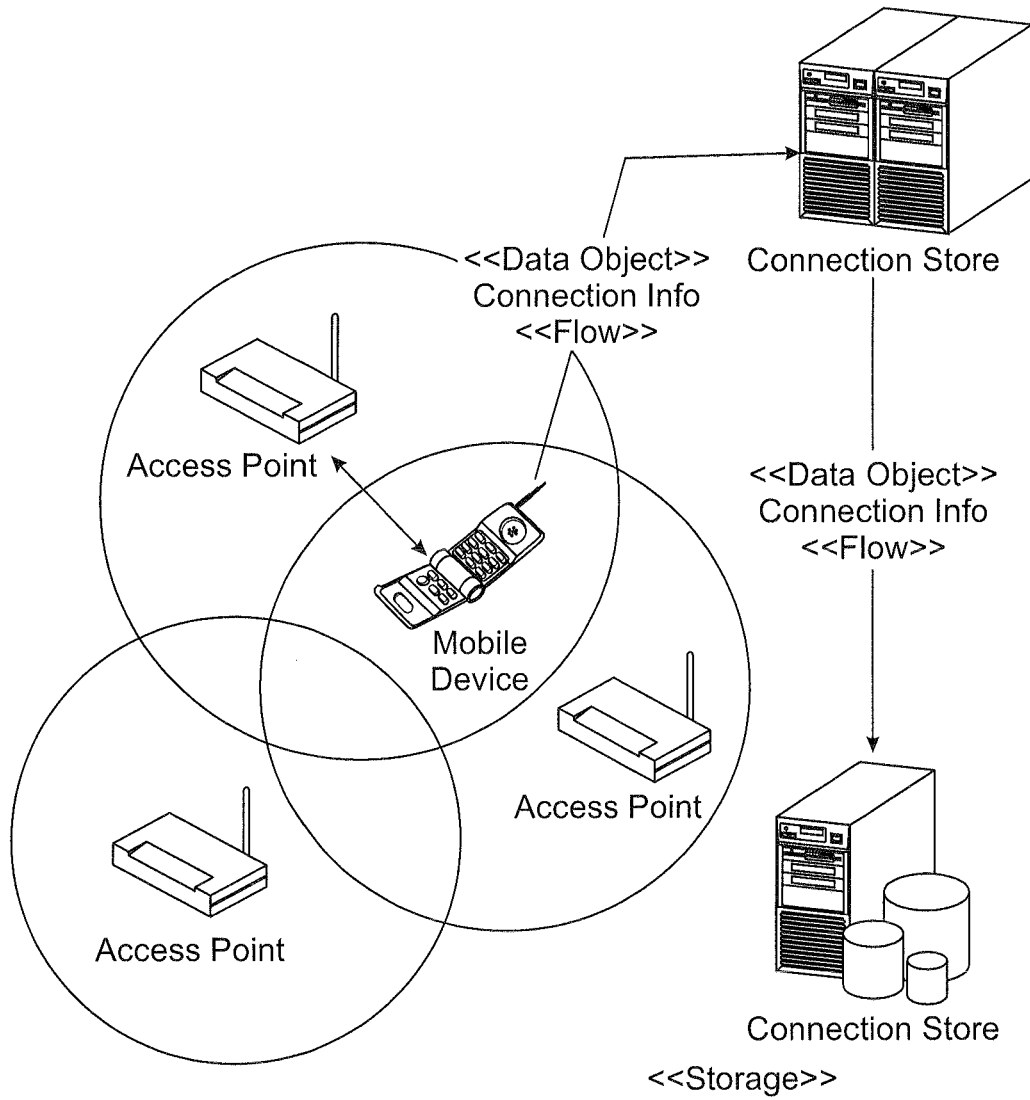 <<Data Object>>
Connection Info
<<Flow>>
Connection Store
Access Point
<<Data Object>>
Connection Info
<<Flow>>
Mobile
Device
Access Point
Access Point
Connection Store
<<Storage>>